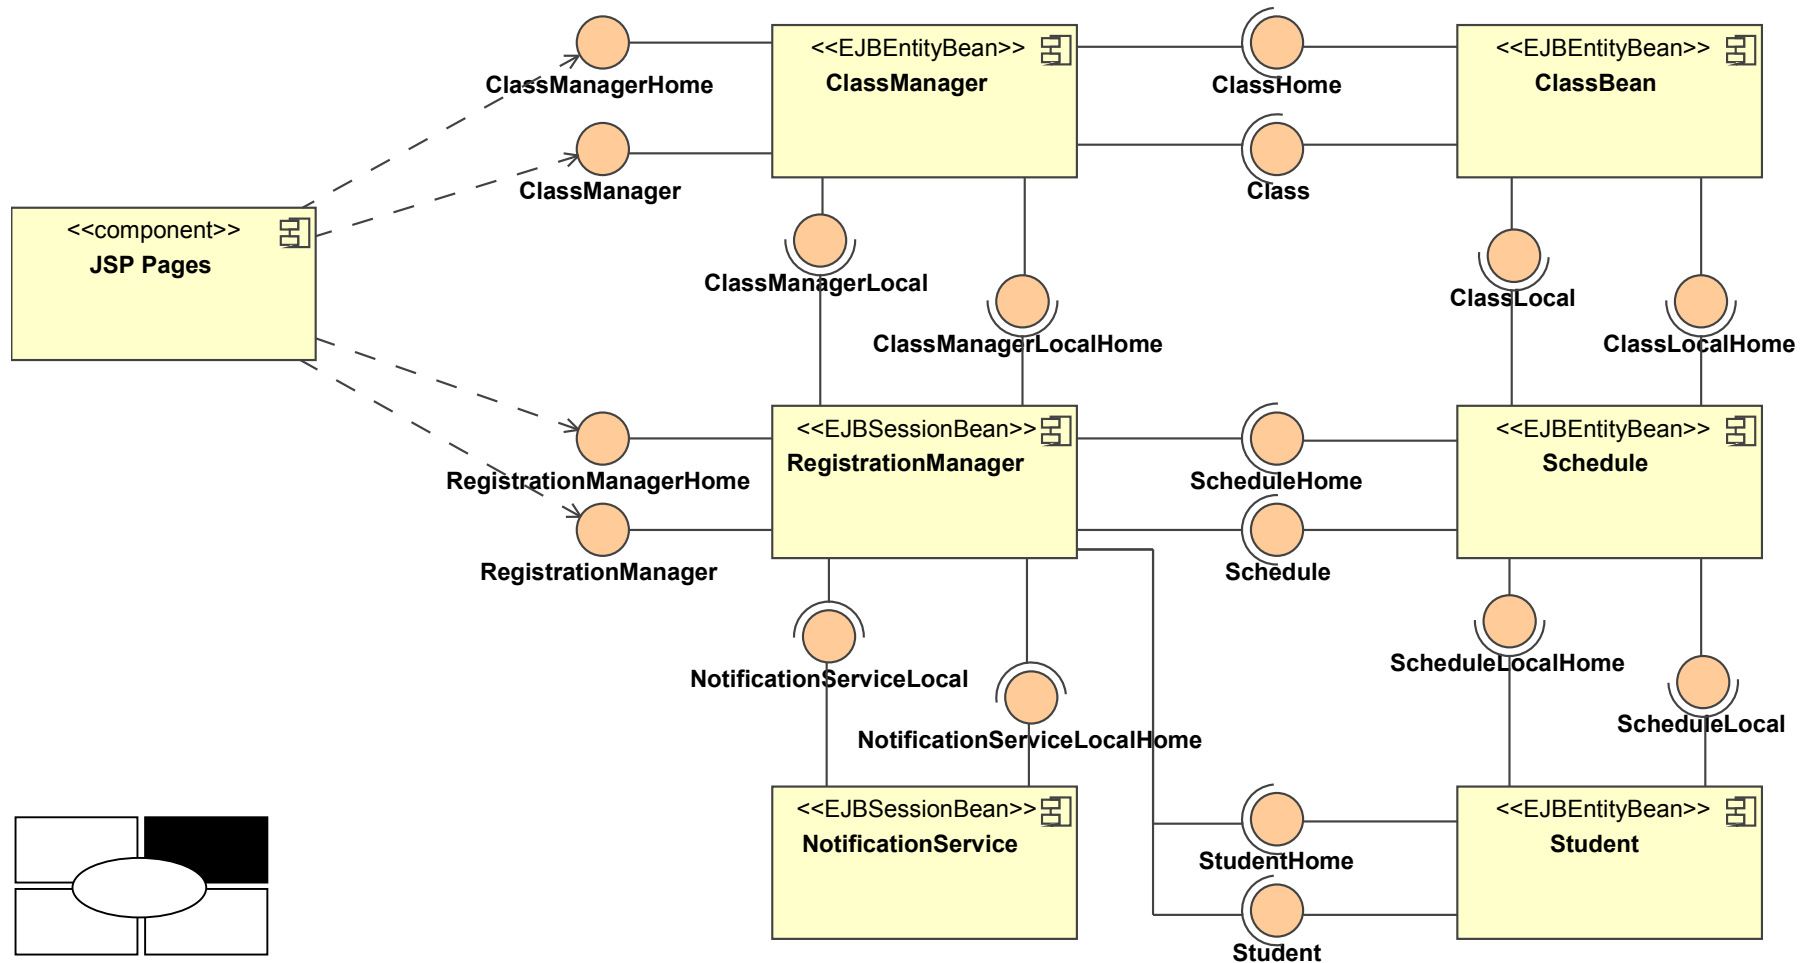 <<EJBEntityBean>>
ClassManager
<<EJBEntityBean>>
ClassBean
ClassManagerHome
ClassHome
ClassManager
Class
<<component>>
JSP Pages
ClassManagerLocal
ClassLocal
ClassManagerLocalHome
ClassLocalHome
<<EJBSessionBean>>
RegistrationManager
<<EJBEntityBean>>
Schedule
RegistrationManagerHome
ScheduleHome
RegistrationManager
Schedule
NotificationServiceLocal
ScheduleLocalHome
NotificationServiceLocalHome
ScheduleLocal
<<EJBSessionBean>>
NotificationService
<<EJBEntityBean>>
Student
StudentHome
Student